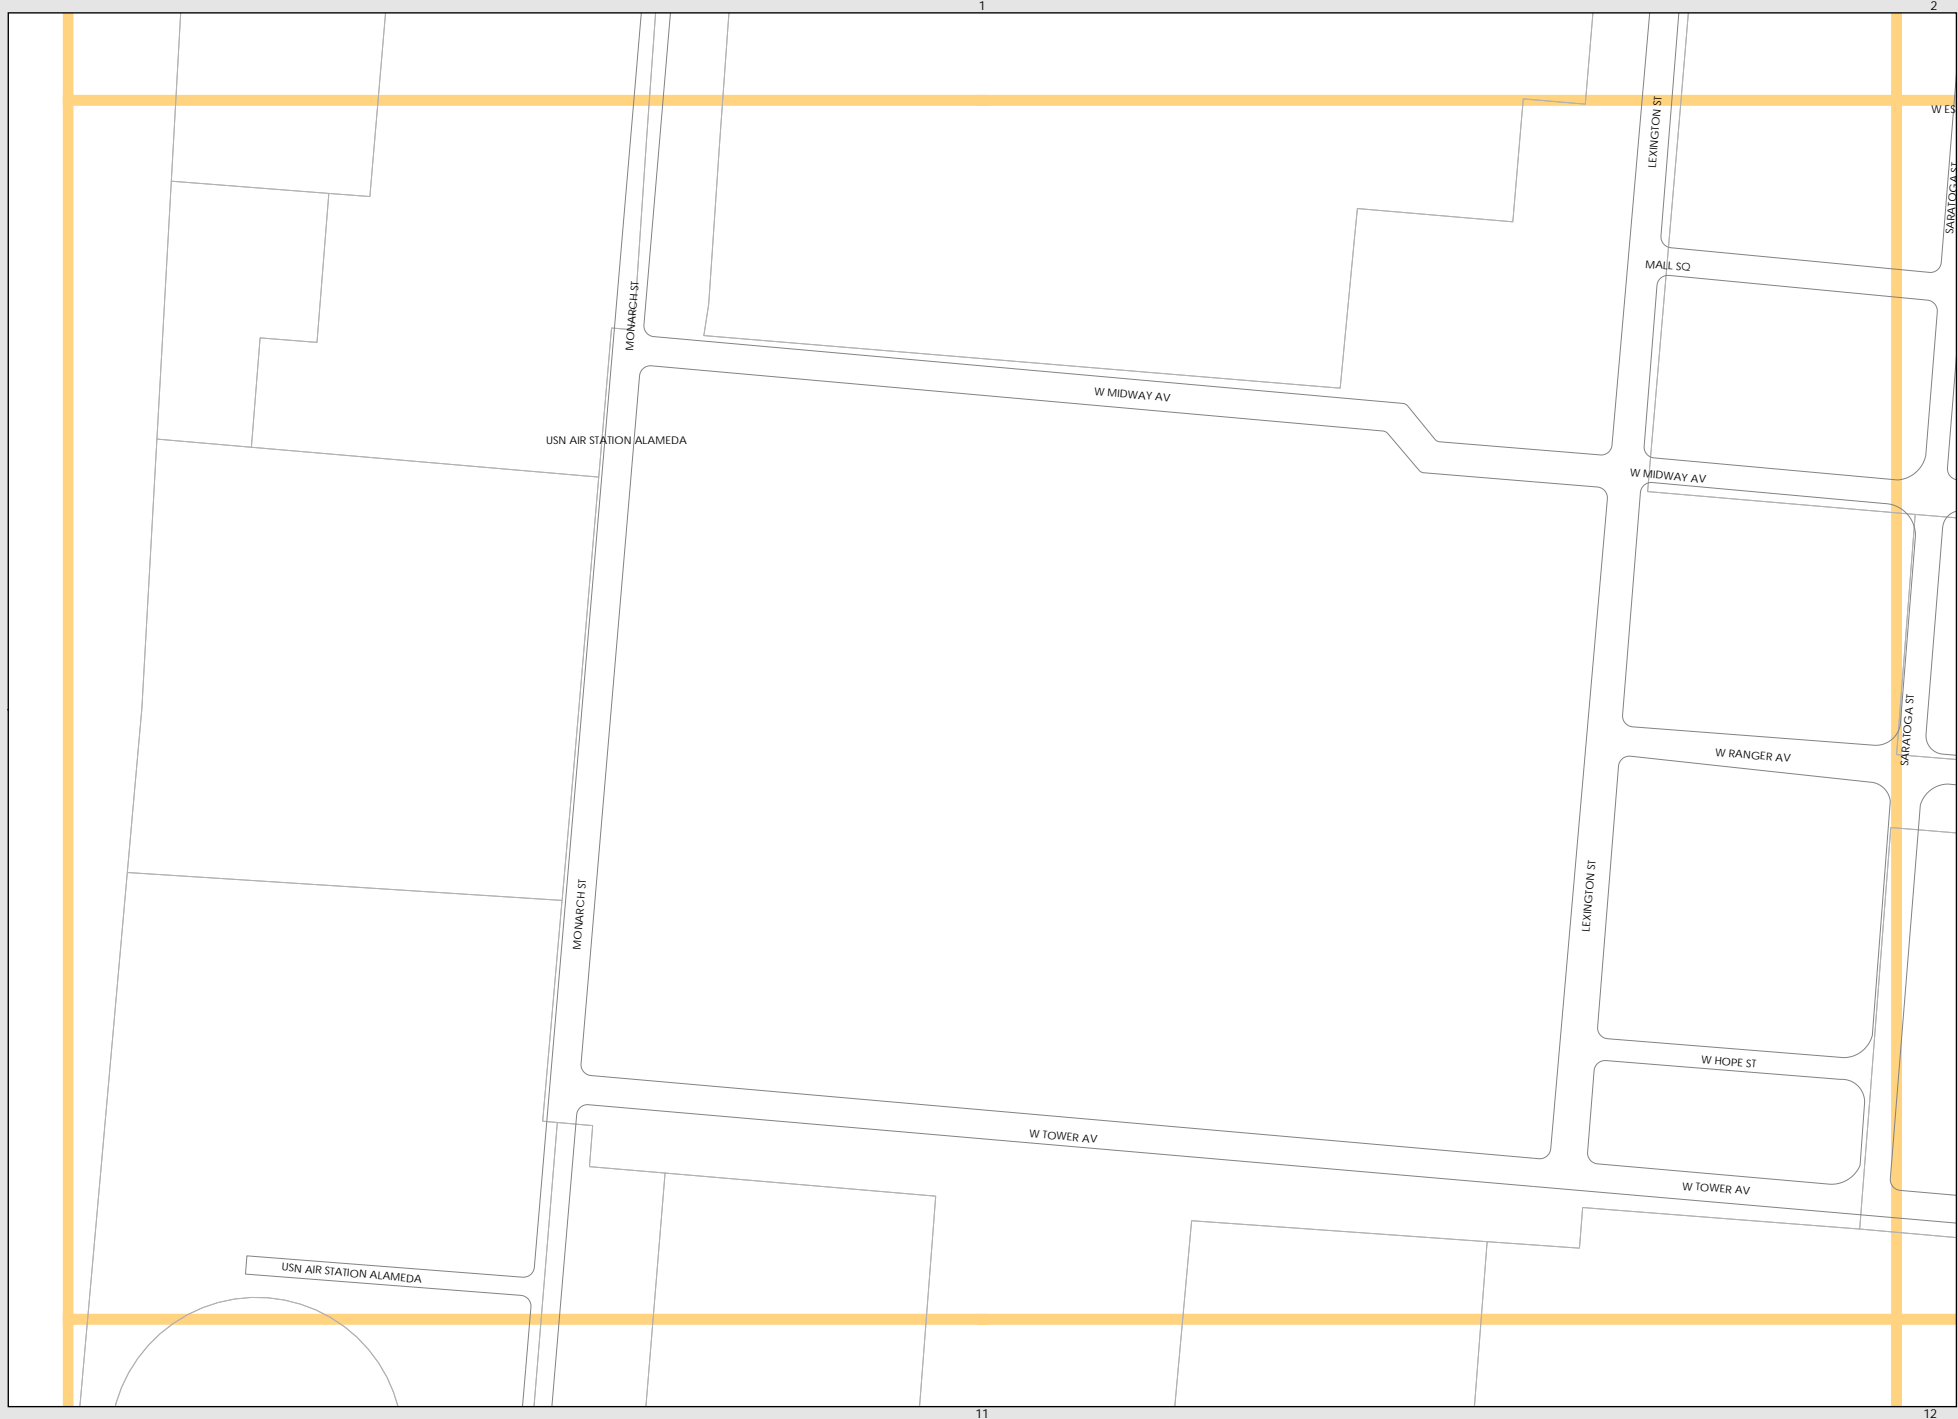 1
2
W ES
LEXINGTON ST
SARATOGA ST
MALL SQ
MONARCH ST
W MIDWAY AV
USN AIR STATION ALAMEDA
W MIDWAY AV
SARATOGA ST
W RANGER AV
LEXINGTON ST
MONARCH ST
W HOPE ST
W TOWER AV
W TOWER AV
USN AIR STATION ALAMEDA
11
12